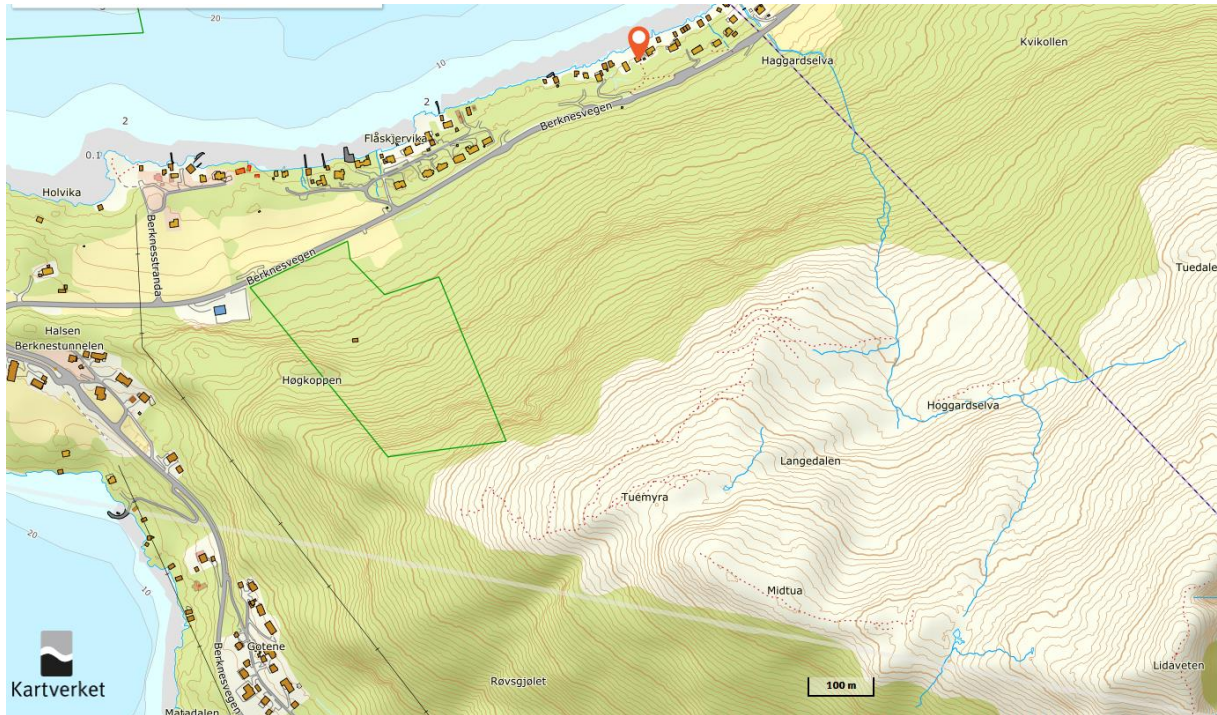 20
10
Kvikollen
Haggardselva
2
Berknesvegen
Flåskjervika
2
0.1
Holvika
Berknesstranda
Berknesvegen
Tuedale
Halsen
Berknestunnelen
Høgkoppen
Hoggardselva
Langedalen
Tuemyra
20
10
Midtua
Gotene
Berknesvegen
Lidaveten
Røvsgjølet
100 m
Kartverket
Matadalen